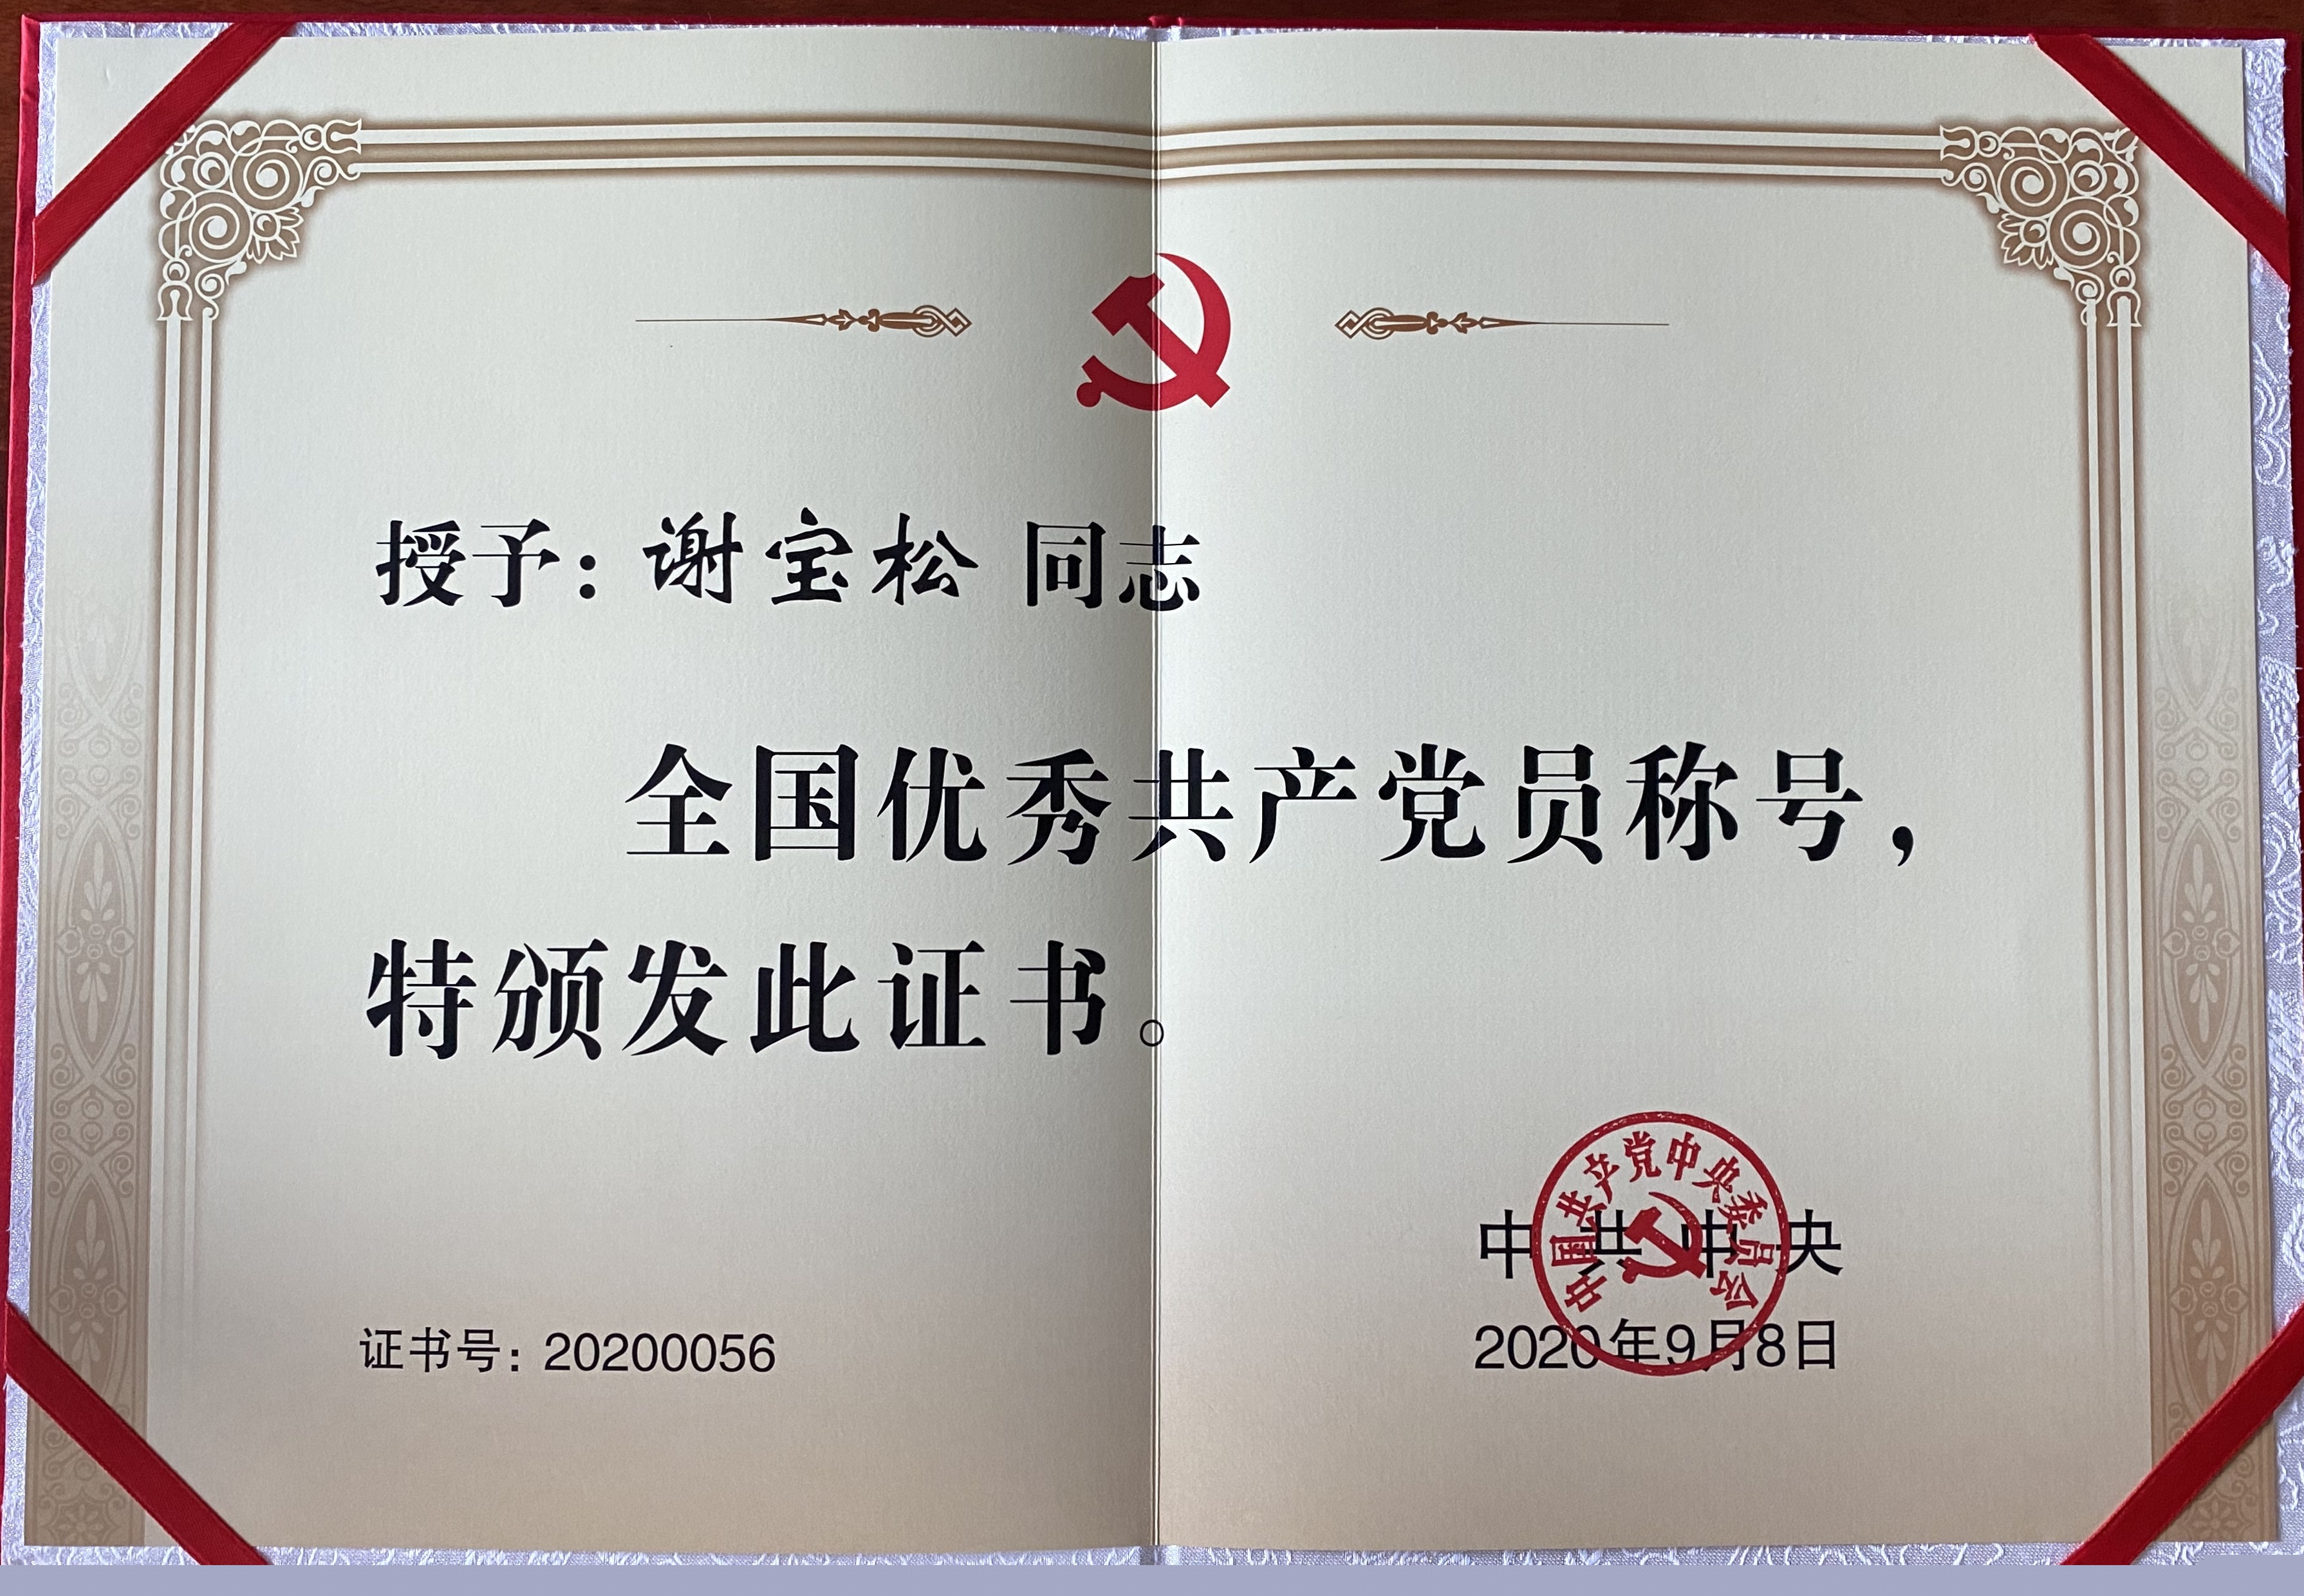 授予：谢宝松 同志
全国优秀共产党员称号，
特颁发此证书。
中国共产党中央委员会
中共中央
证书号：20200056
2020年9月8日